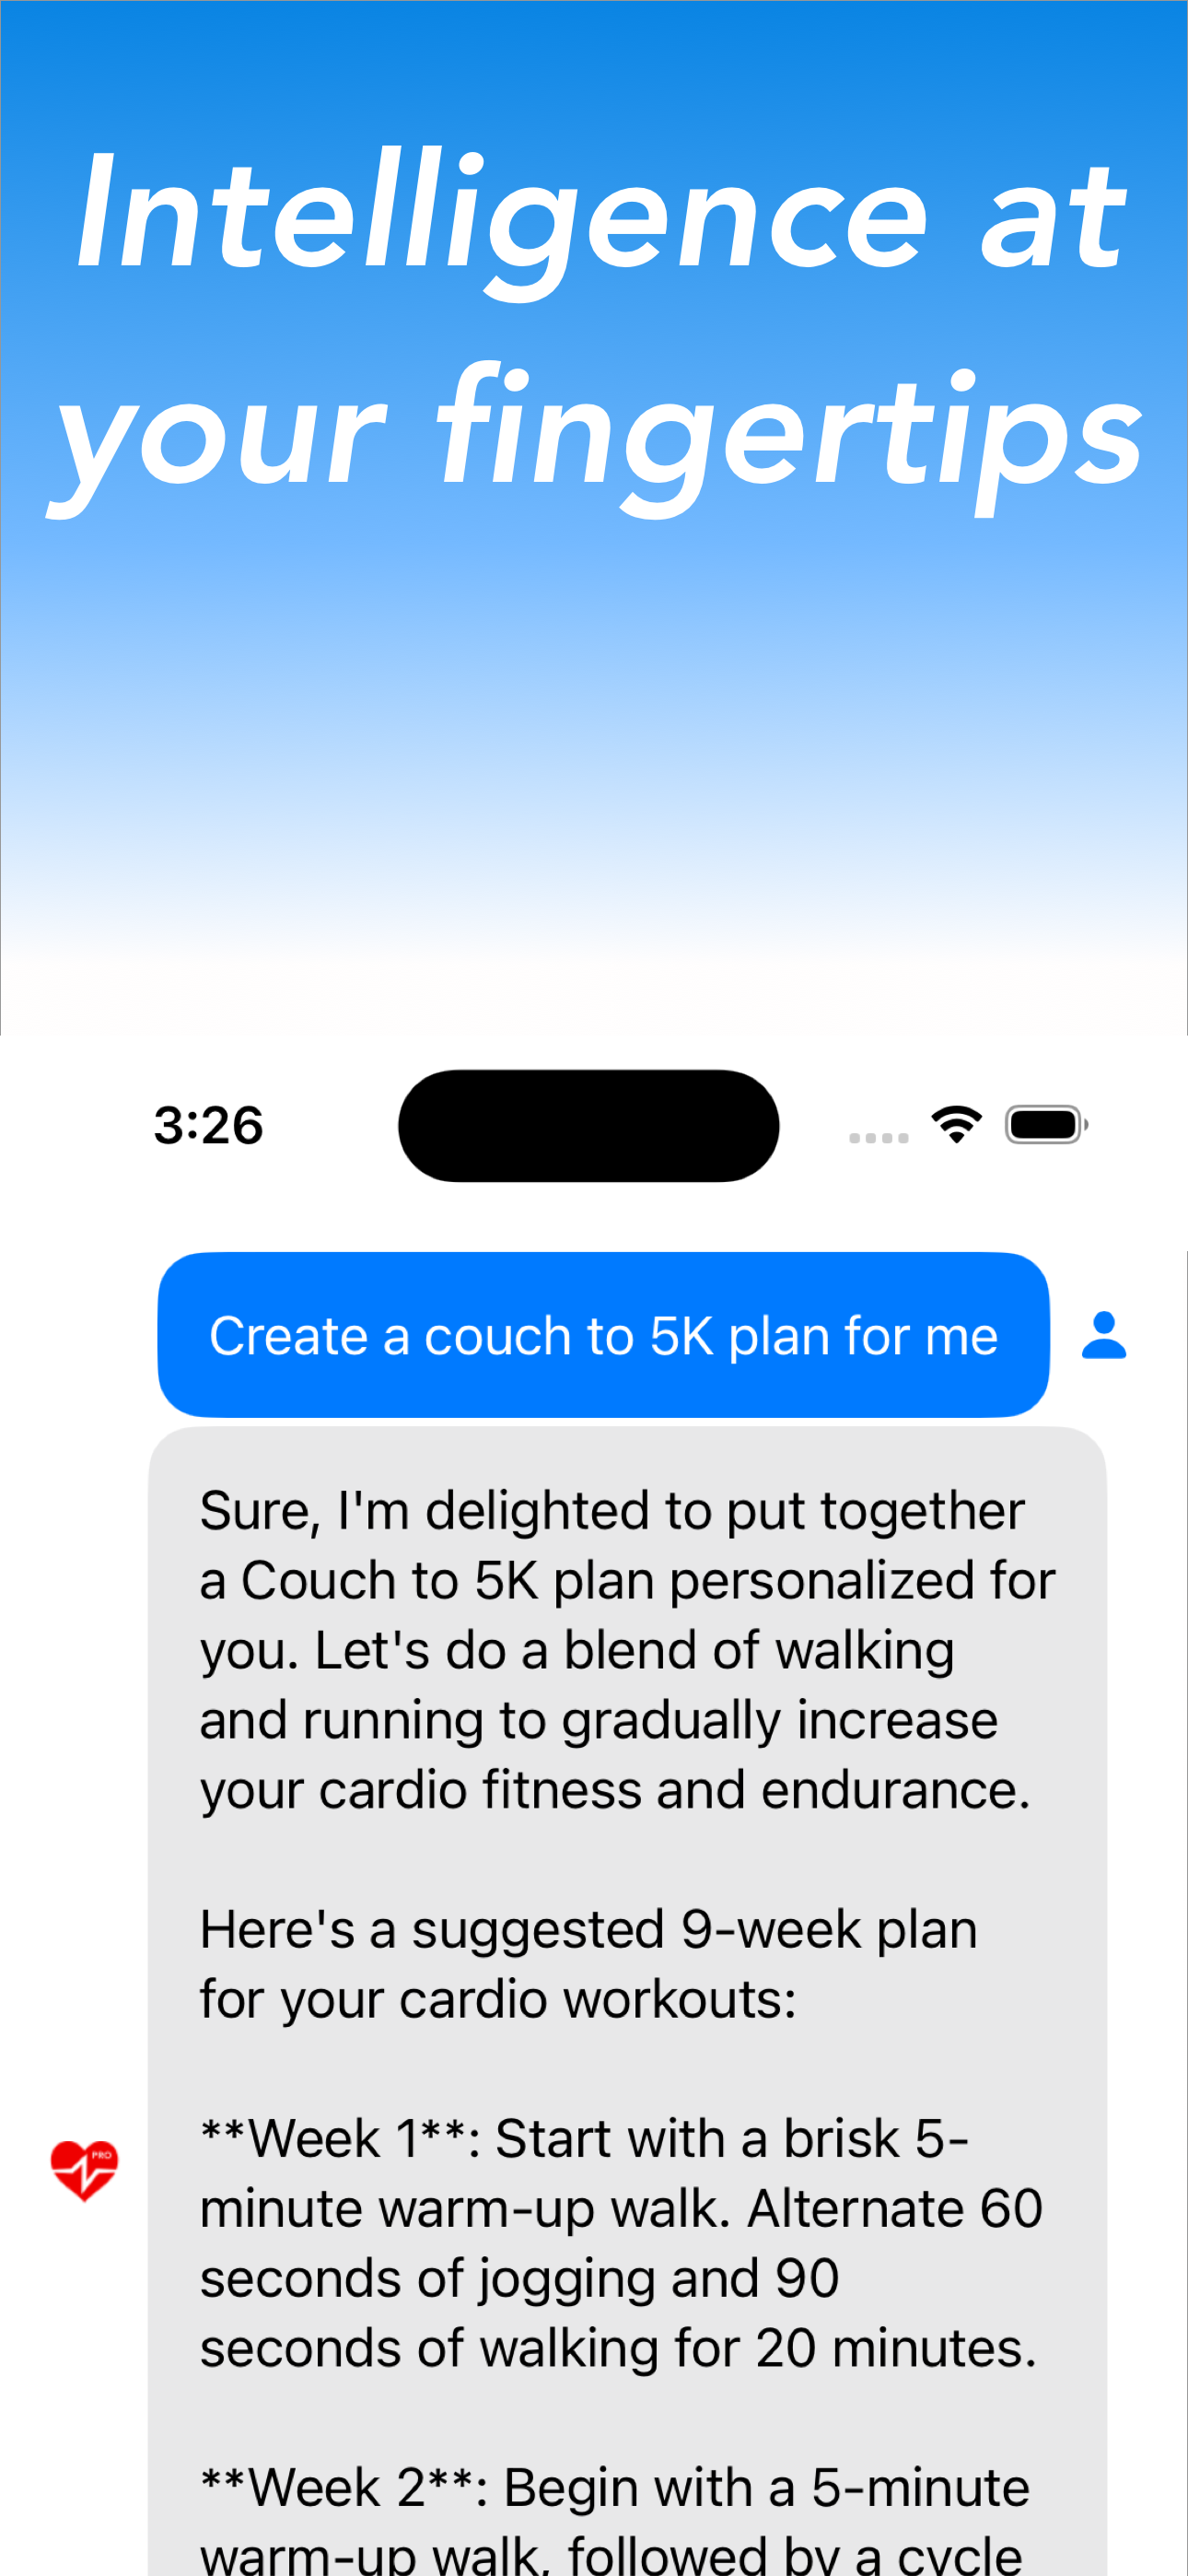 Intelligence at
your fingertips
3:26
Create a couch to 5K plan for me
Sure, I'm delighted to put together
a Couch to 5K plan personalized for
you. Let's do a blend of walking
and running to gradually increase
your cardio fitness and endurance.
Here's a suggested 9-week plan
for your cardio workouts:
**Week 1**: Start with a brisk 5-
PRO
minute warm-up walk. Alternate 60
seconds of jogging and 90
seconds of walking for 20 minutes.
**Week 2**: Begin with a 5-minute
warm-up walk, followed by a cycle